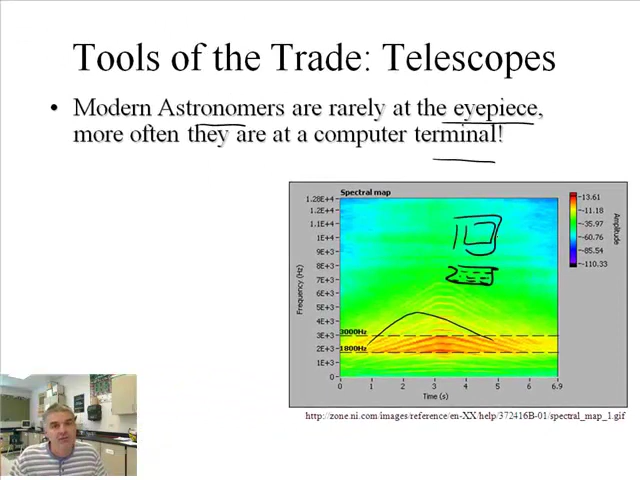 Tools of the Trade: Telescopes
• Modern Astronomers are rarely at the eyepiece,
more often they are at a computer terminal!
Spectral map
1.28E+4
1.2E+4
1.1E+4
1E+4
9E+3
8E+3
7E+3
6E+3
5E+3
4E+3
3E+3
2E+3
1E+3
0
Frequency (Hz)
3000Hz
1800Hz
0 1 2 3 4 5 6 6.9
Time (s)
13.61
-11.18
-35.97
-60.76
-85.54
-110.33
Amplitude
http://zone.ni.com/images/reference/en-XX/help/372416B-01/spectral_map_1.gif